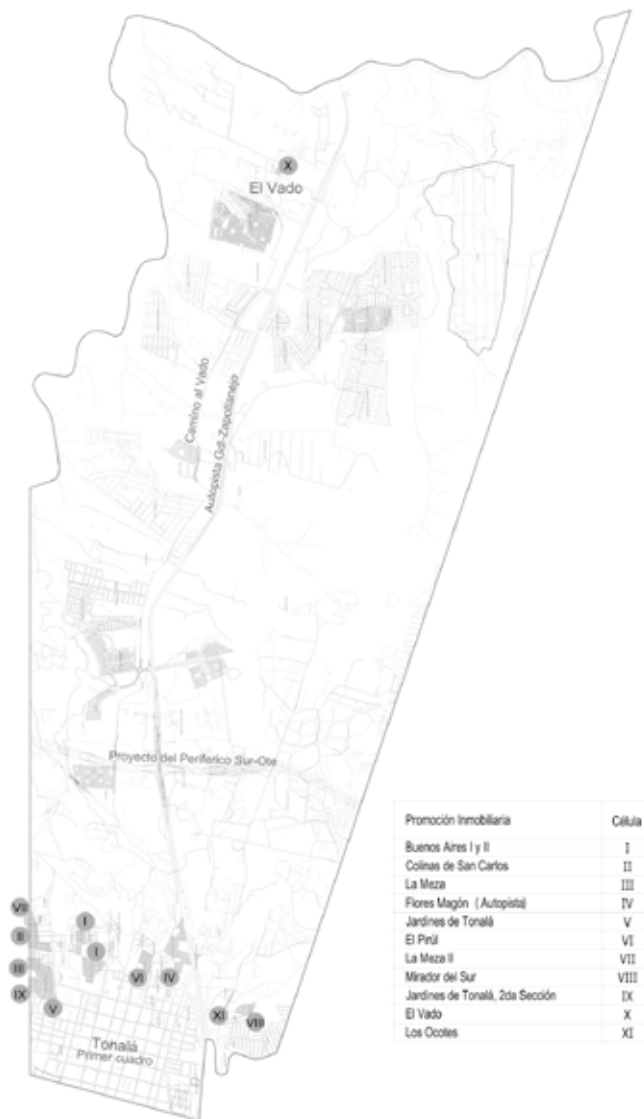 X
El Vado
Camino al Vado
Autopista Gdl-Zapotlanejo
Proyecto del Periferico Sur-Ote
VII
I
II
I
III
VI
IV
IX
V
XI
VIII
Tonalá
Primer cuadro
Promoción Inmobiliaria Célula
Buenos Aires I y II I
Colinas de San Carlos II
La Meza III
Flores Magón ( Autopista) IV
Jardines de Tonalá V
El Pirúl VI
La Meza II VII
Mirador del Sur VIII
Jardines de Tonalá, 2da Sección IX
El Vado X
Los Ocotes XI